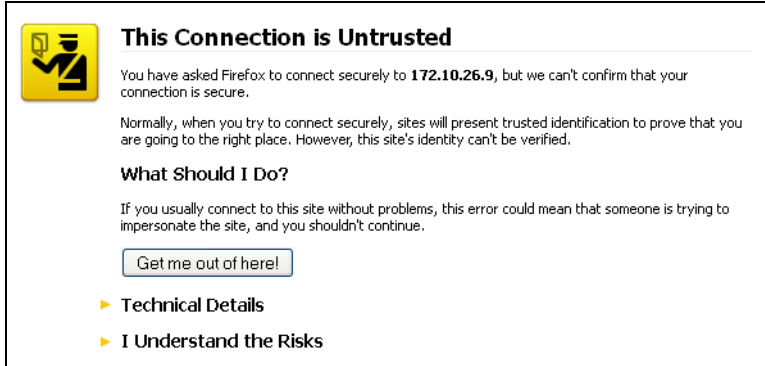 This Connection is Untrusted
You have asked Firefox to connect securely to 172.10.26.9, but we can't confirm that your
connection is secure.
Normally, when you try to connect securely, sites will present trusted identification to prove that you
are going to the right place. However, this site's identity can't be verified.
What Should I Do?
If you usually connect to this site without problems, this error could mean that someone is trying to
impersonate the site, and you shouldn't continue.
Get me out of here!
Technical Details
I Understand the Risks